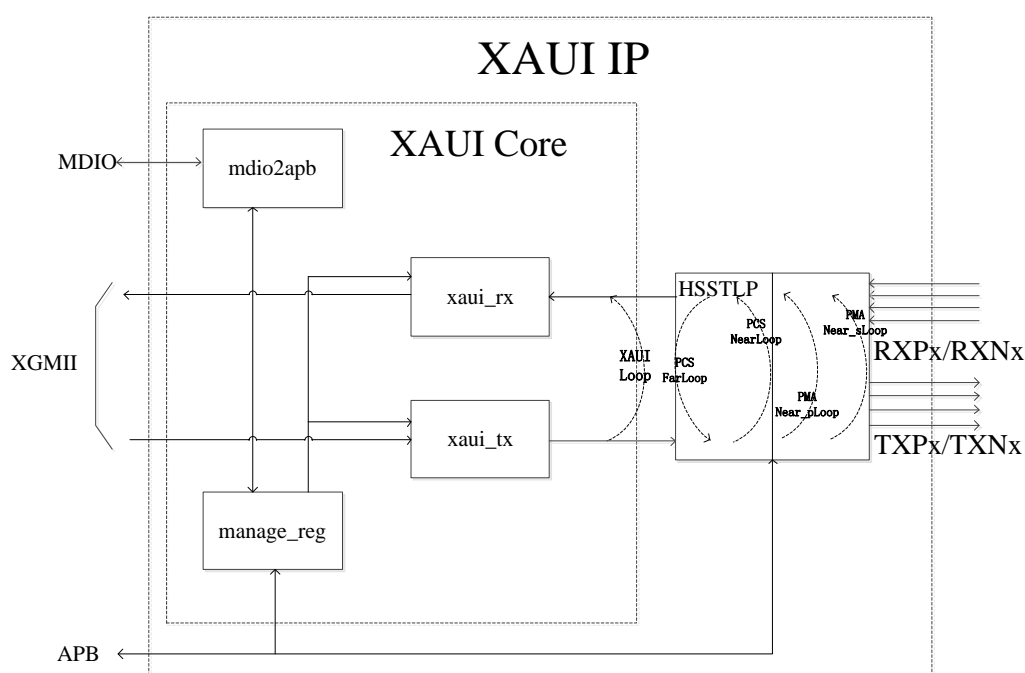 XAUI IP
XAUI Core
MDIO
mdio2apb
xaui_rx
HSSTLP
PCS
NearLoop
PMA
Near_sLoop
RXPx/RXNx
XGMII
XAUI
Loop
PCS
FarLoop
PMA
Near_pLoop
xaui_tx
TXPx/TXNx
manage_reg
APB